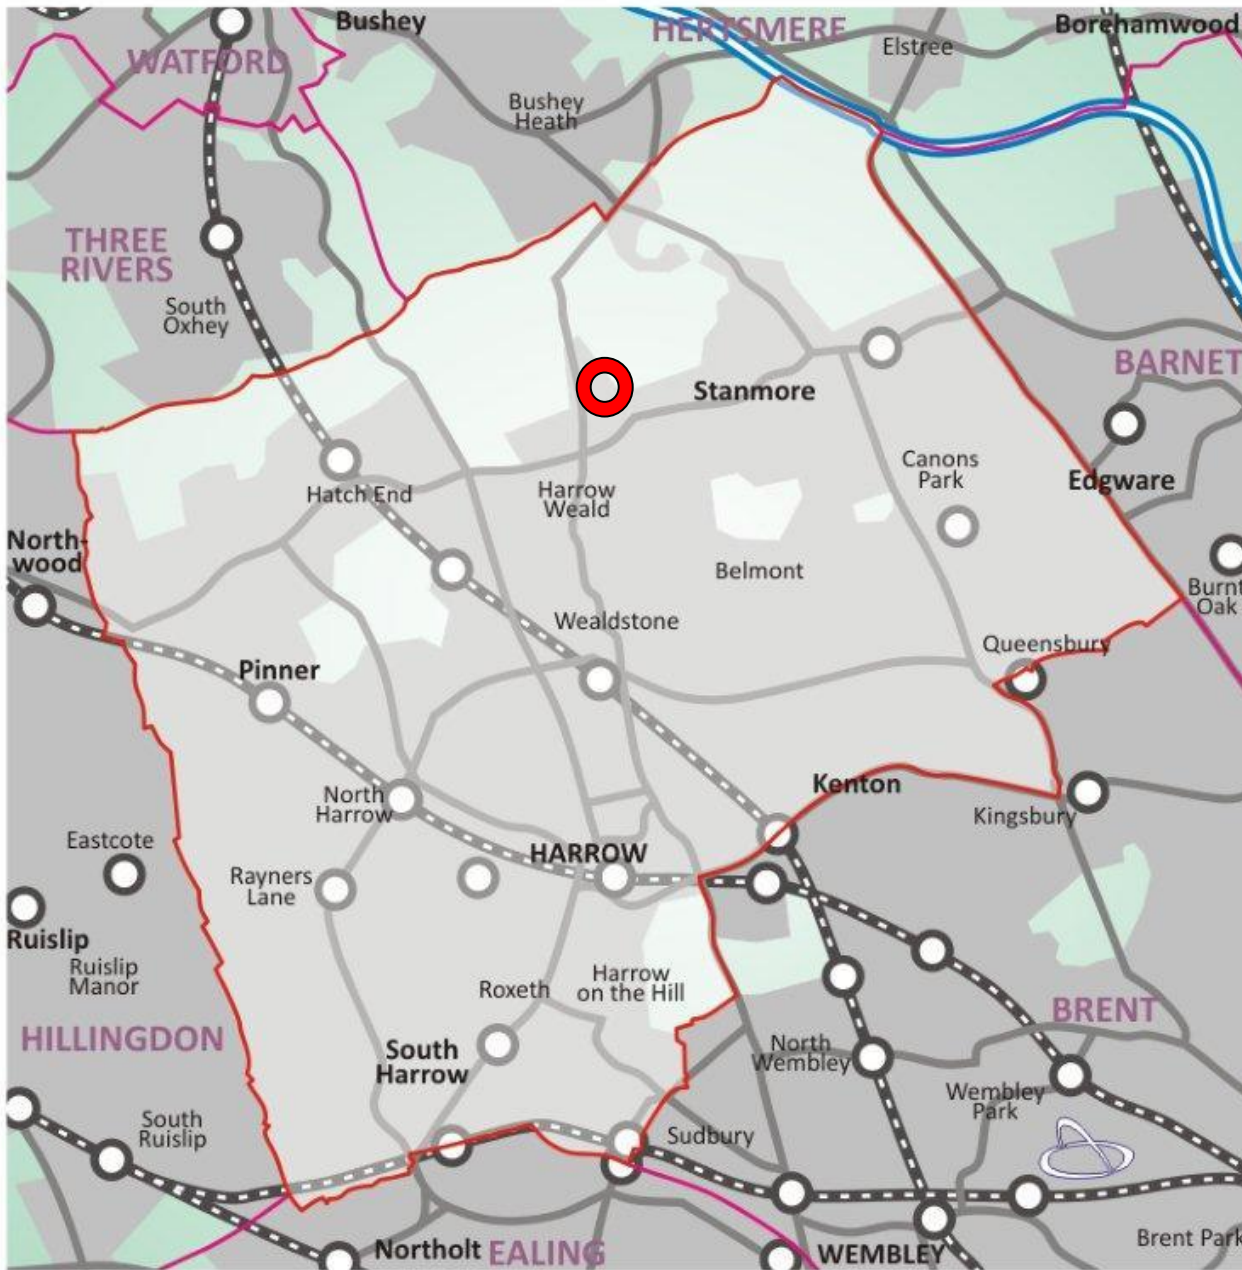 Bushey
HERTSMERE
Borehamwood
WATFORD
Elstree
Bushey
Heath
THREE
RIVERS
South
Oxhey
BARNET
Stanmore
Canons
Park
Edgware
Hatch End
Harrow
Weald
North-
wood
Belmont
Burnt
Oak
Wealdstone
Queensbury
Pinner
Kenton
North
Harrow
Kingsbury
Eastcote
HARROW
Rayners
Lane
Ruislip
Ruislip
Manor
Harrow
on the Hill
Roxeth
BRENT
HILLINGDON
South
Harrow
North
Wembley
Wembley
Park
South
Ruislip
Sudbury
Brent Park
Northolt
EALING
WEMBLEY